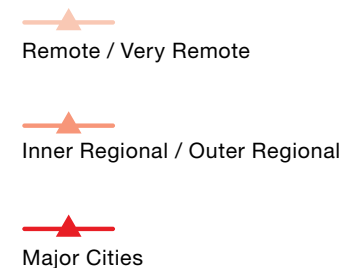 Remote / Very Remote
Inner Regional / Outer Regional
Major Cities